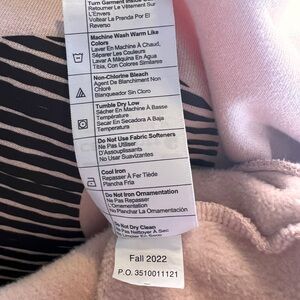 Turn Garment Inside
Retourner Le Vêtement Sur
L'Envers
Voltear La Prenda Por El
Reverso
Machine Wash Warm Like
Colors
Laver En Machine À Chaud,
Séparer Les Couleurs
Lavar A Máquina En Agua
Tibia, Con Colores Similares
Non-Chlorine Bleach
Agent De Blanchiment Non
Chloré
Blanqueador Sin Cloro
Tumble Dry Low
Sécher En Machine À Basse
Température
Secar En Secadora A Baja
Temperatura
Do Not Use Fabric Softeners
Ne Pas Utiliser
D'Assouplissants
No Usar Suavizantes
Cool Iron
Repasser À Fer Tiède
Plancha Fria
Do Not Iron Ornamentation
Ne Pas Repasser
L'Ornementation
No Planchar La Ornamentación
Do Not Dry Clean
Pas Nettoyer À Sec
Fall 2022
P.O. 3510011121